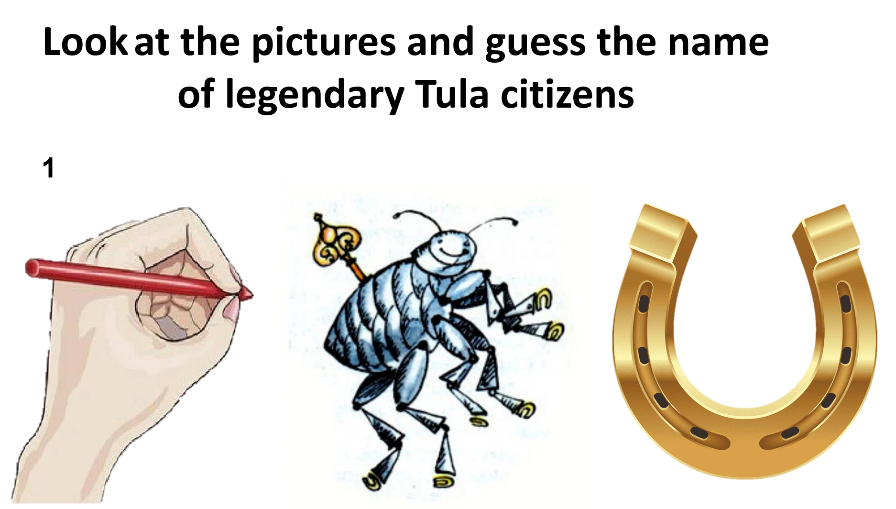 Look at the pictures and guess the name
of legendary Tula citizens
1